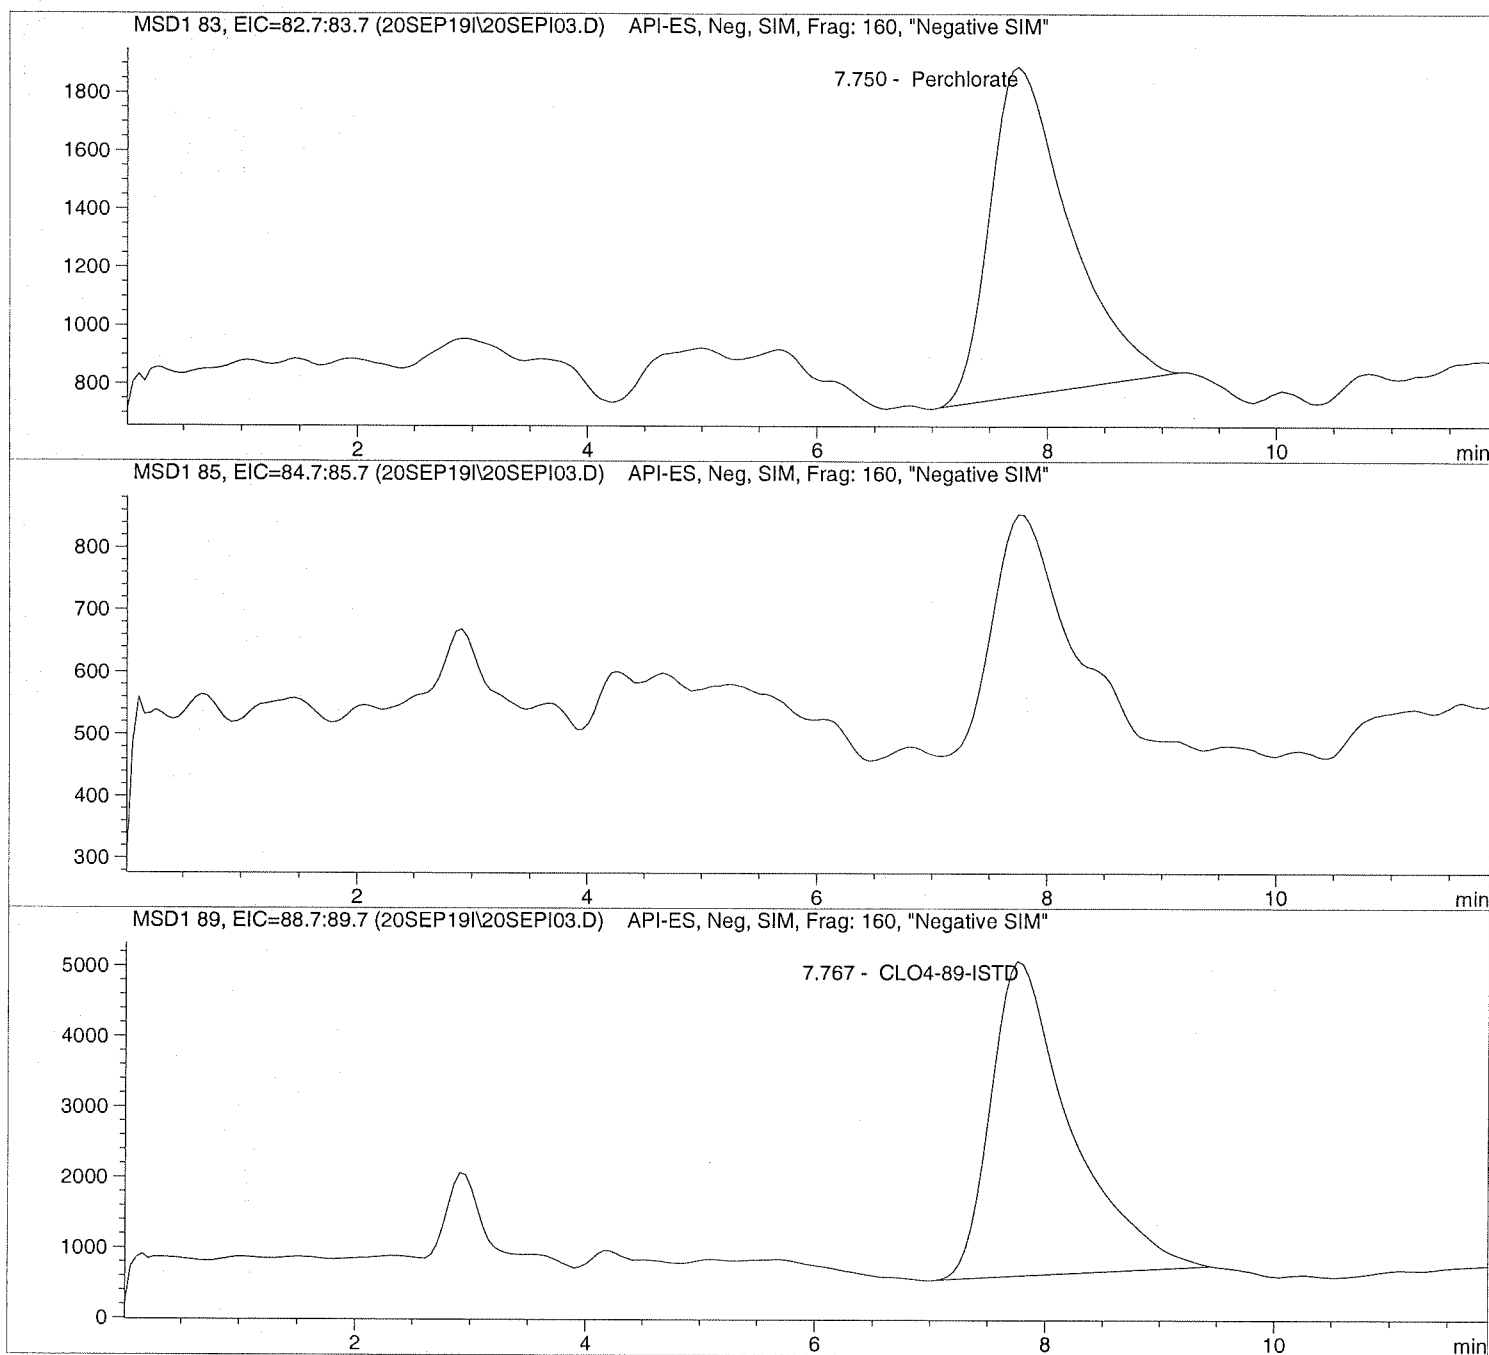 MSD1 83, EIC=82.7:83.7 (20SEP19I\20SEPI03.D) API-ES, Neg, SIM, Frag: 160, "Negative SIM"
7.750 - Perchlorate
1800
1600
1400
1200
1000
800
2 4 6 8 10 min
MSD1 85, EIC=84.7:85.7 (20SEP19I\20SEPI03.D) API-ES, Neg, SIM, Frag: 160, "Negative SIM"
800
700
600
500
400
300
2 4 6 8 10 min
MSD1 89, EIC=88.7:89.7 (20SEP19I\20SEPI03.D) API-ES, Neg, SIM, Frag: 160, "Negative SIM"
7.767 - CLO4-89-ISTD
5000
4000
3000
2000
1000
0
2 4 6 8 10 min